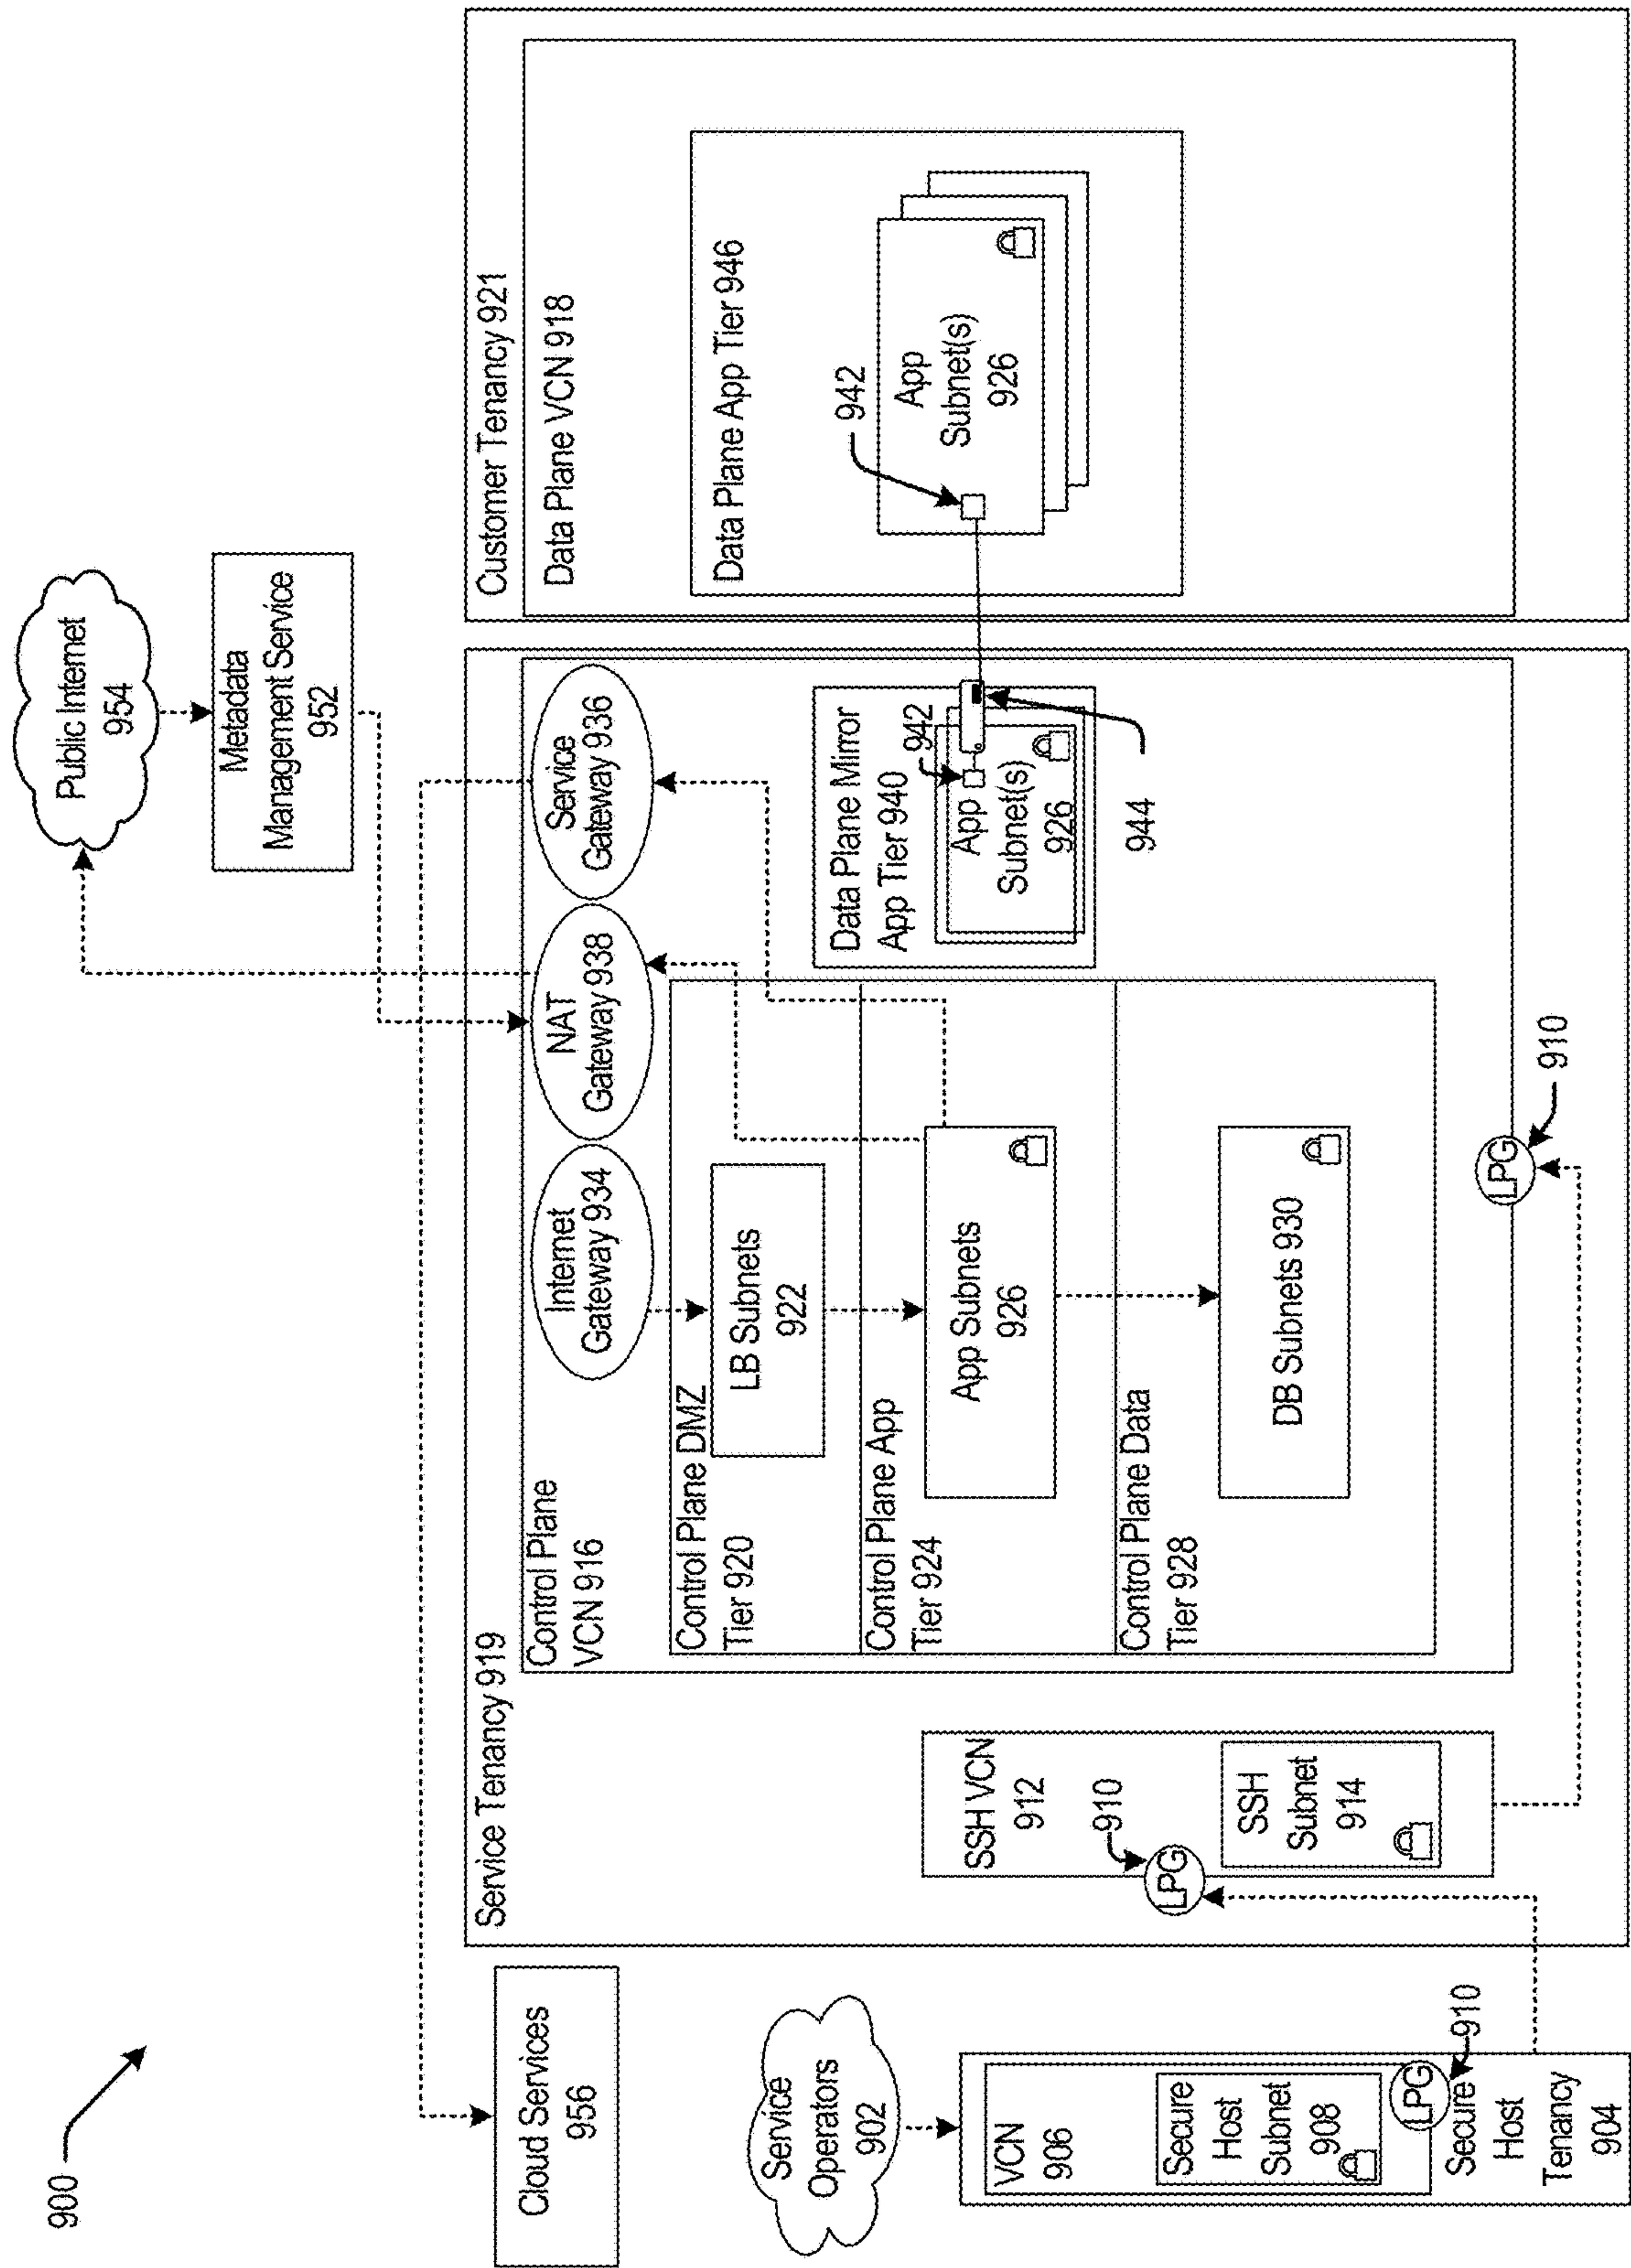 900
Public Internet
954
Metadata
Management Service
952
Cloud Services
956
Service
Operators
902
VCN
906
Secure
Host
Subnet
908
LPG
910
Secure
Host
Tenancy
904
Service Tenancy 919
SSH VCN
912
910
LPG
SSH
Subnet
914
Control Plane
VCN 916
Internet
Gateway 934
NAT
Gateway 938
Service
Gateway 936
Control Plane DMZ
Tier 920
LB Subnets
922
Control Plane App
Tier 924
App Subnets
926
Control Plane Data
Tier 928
DB Subnets 930
LPG
910
Data Plane Mirror
App Tier 940
942
App
Subnet(s)
926
944
Customer Tenancy 921
Data Plane VCN 918
Data Plane App Tier 946
942
App
Subnet(s)
926